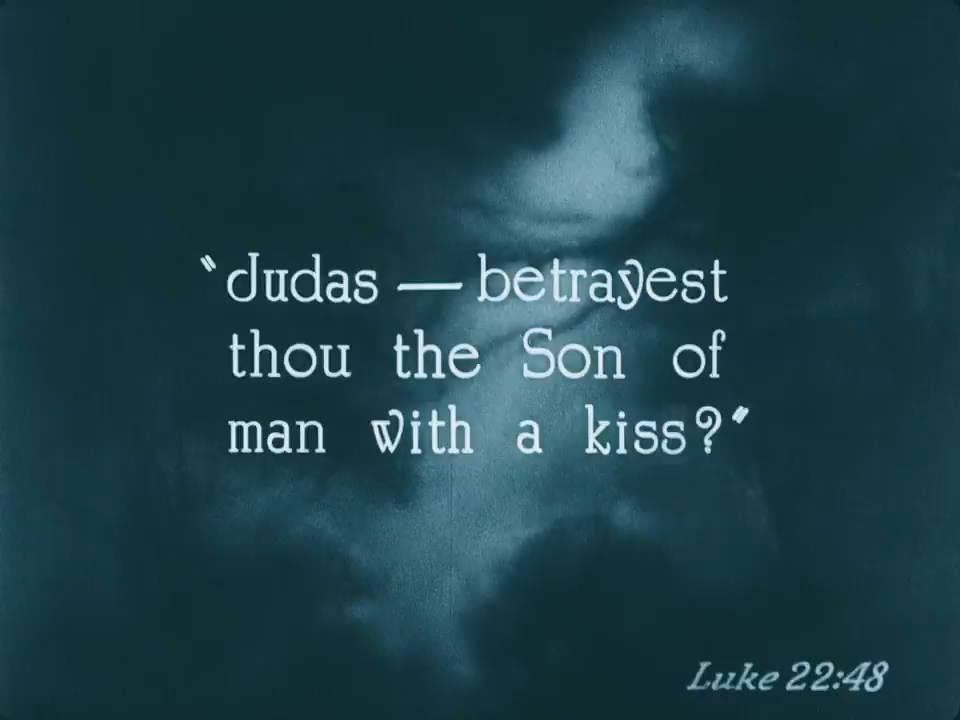 "Judas — betrayest
thou the Son of
man with a kiss?"
Luke 22:48